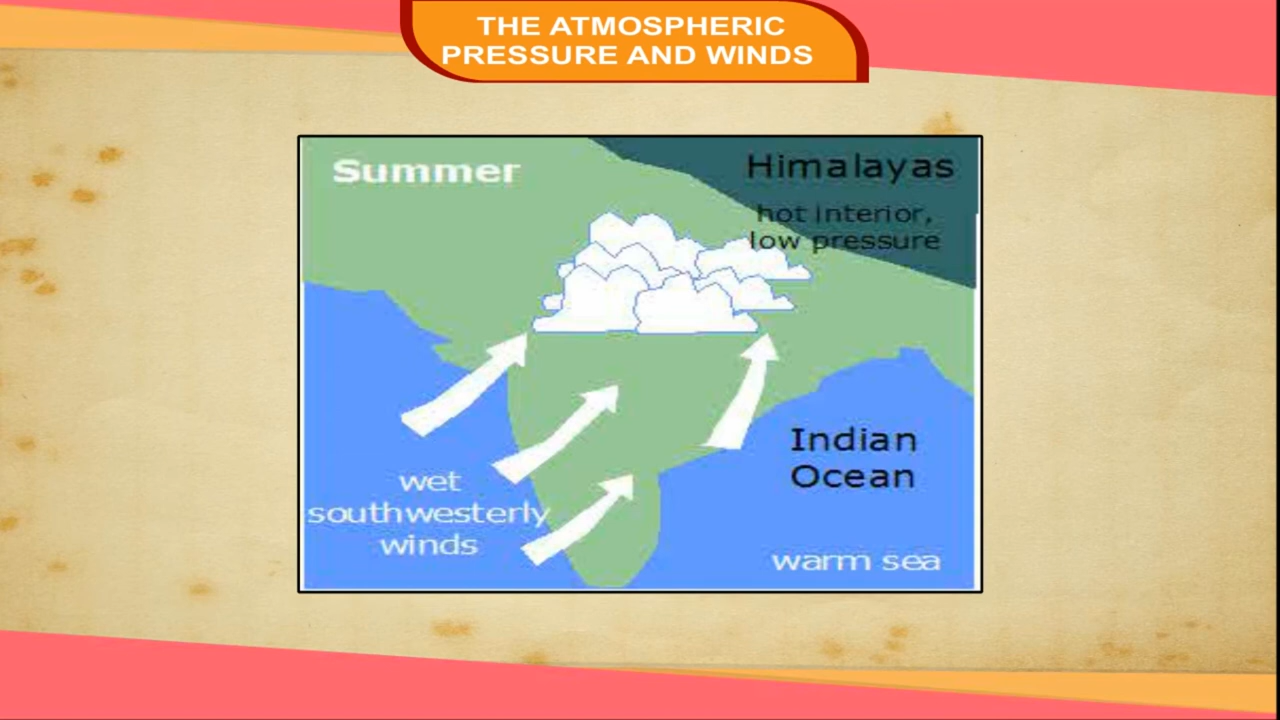 THE ATMOSPHERIC
PRESSURE AND WINDS
Summer
Himalayas
hot interior,
low pressure
Indian
Ocean
wet
southwesterly
winds
warm sea